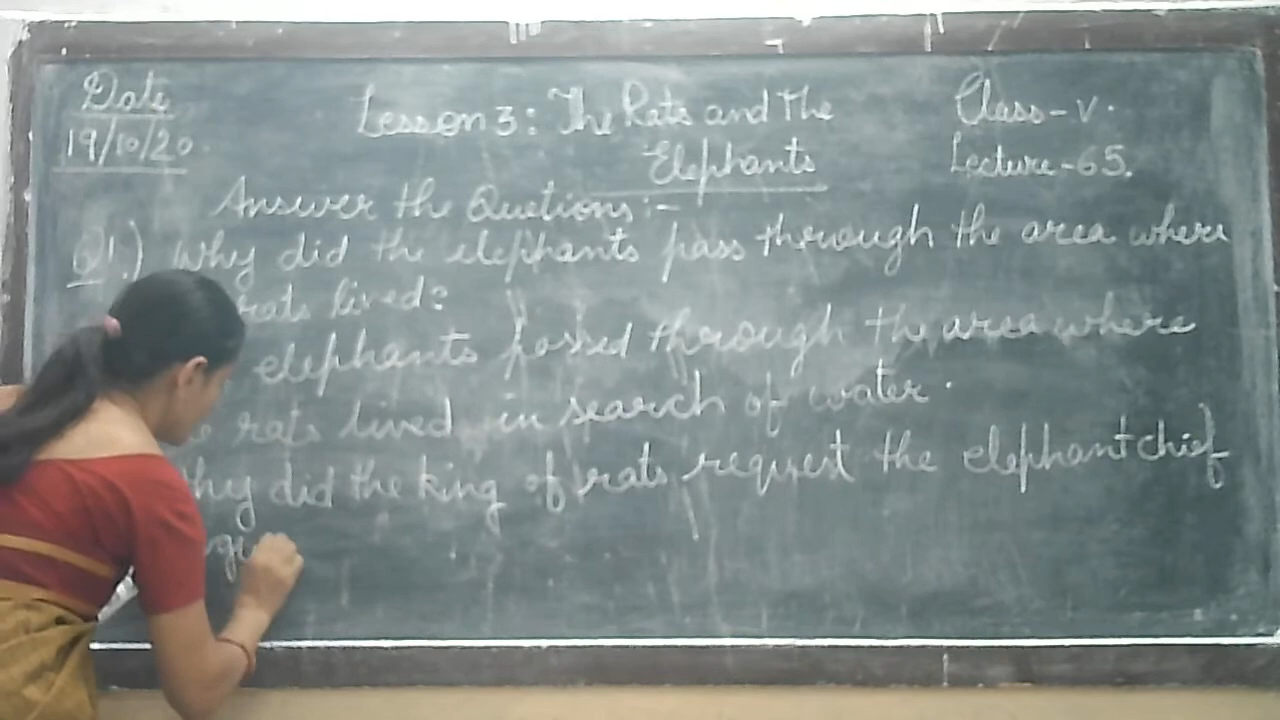 Date
19/10/20
Lesson 3: The Rats and The
Elephants
Class-V.
Lecture-65.
Answer the Quetions:-
Q1.) Why did the elephants pass through the area where
rats lived?
elephants passed through the area where
rats lived in search of water.
did the king of rats request the elephant chief